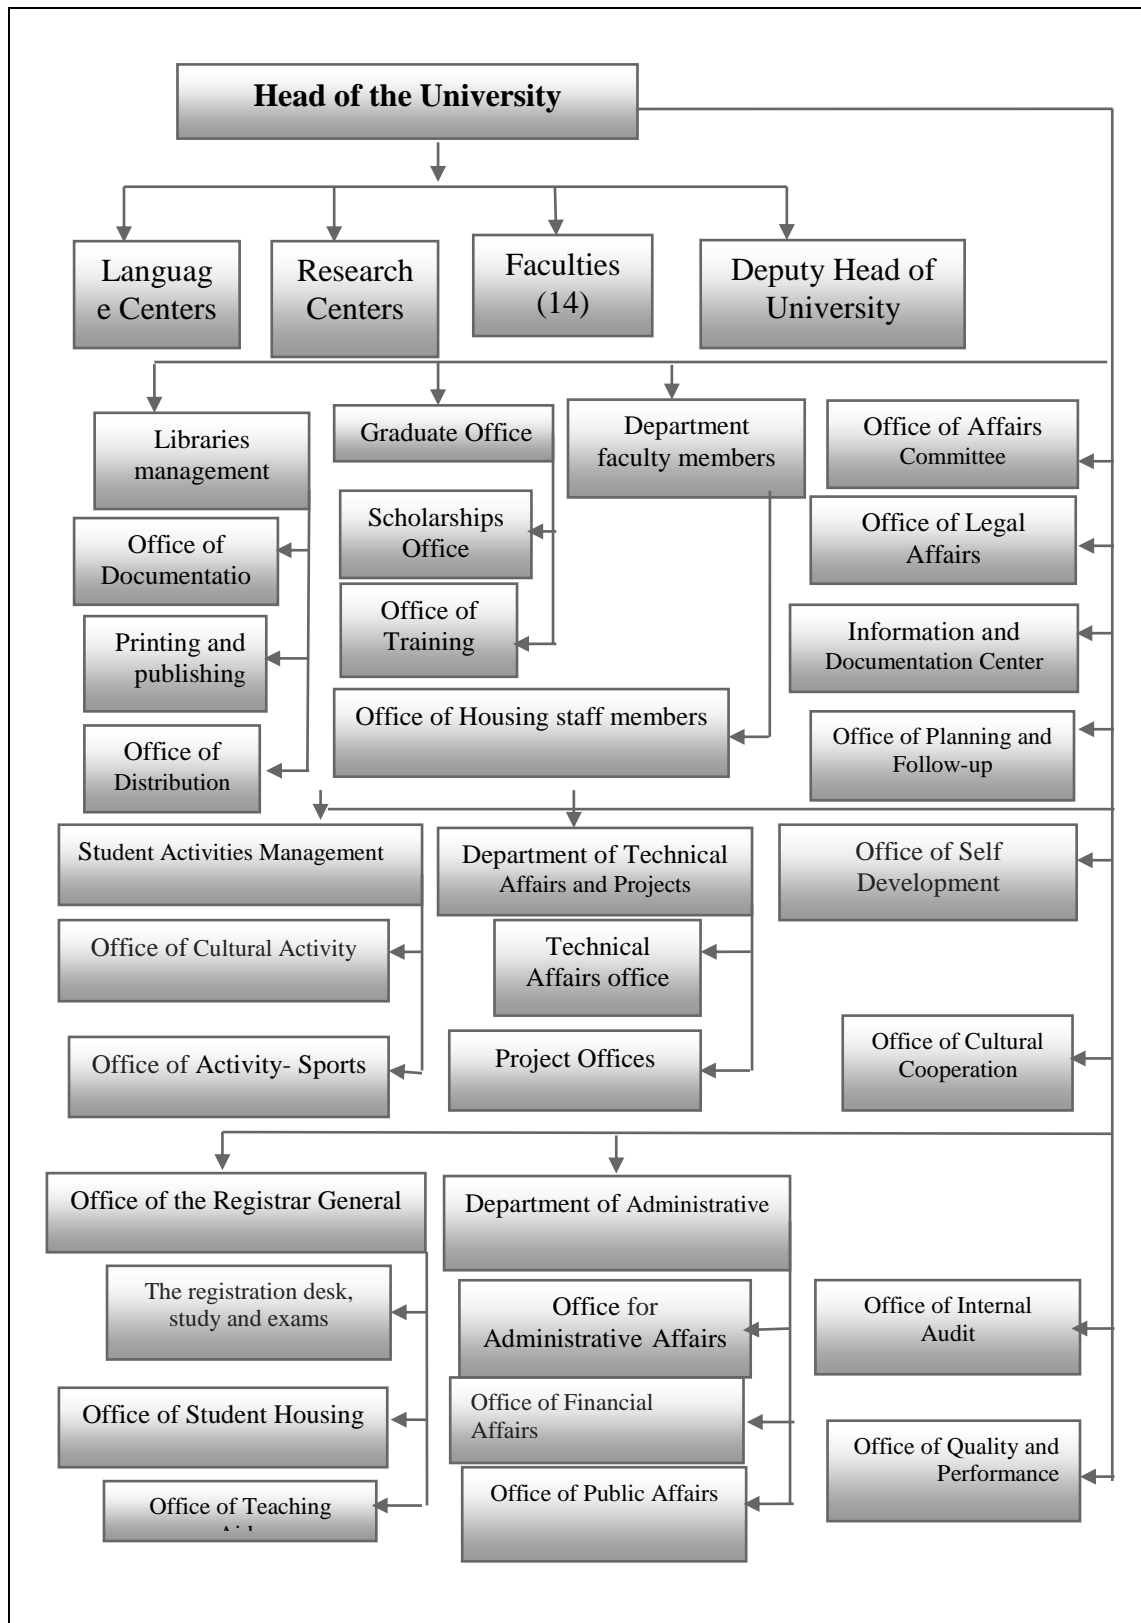 Head of the University
Languag
e Centers
Research
Centers
Faculties
(14)
Deputy Head of
University
Libraries
management
Graduate Office
Department
faculty members
Office of Affairs
Committee
Scholarships
Office
Office of Legal
Affairs
Office of
Documentatio
Office of
Training
Information and
Documentation Center
Printing and
publishing
Office of Housing staff members
Office of Planning and
Follow-up
Office of
Distribution
Student Activities Management
Department of Technical
Affairs and Projects
Office of Self
Development
Office of Cultural Activity
Technical
Affairs office
Office of Activity- Sports
Project Offices
Office of Cultural
Cooperation
Office of the Registrar General
Department of Administrative
The registration desk,
study and exams
Office for
Administrative Affairs
Office of Internal
Audit
Office of Student Housing
Office of Financial
Affairs
Office of Quality and
Performance
Office of Teaching
Office of Public Affairs